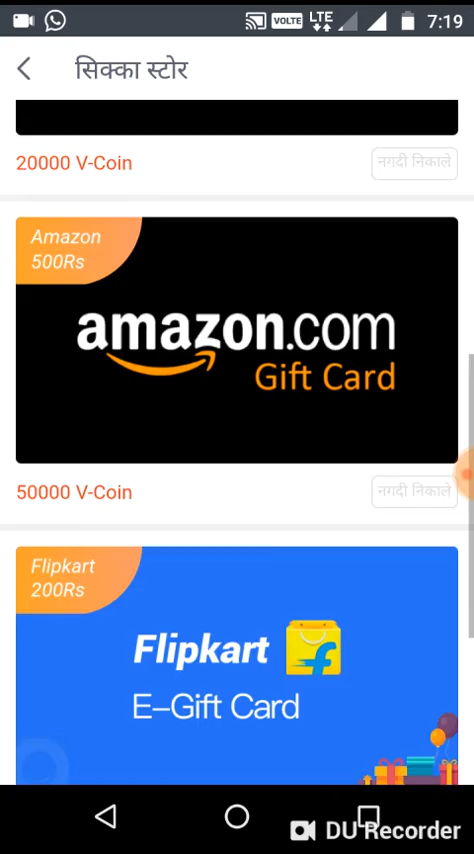 VOLTE LTE 7:19
सिक्का स्टोर
20000 V-Coin नगदी निकाले
Amazon
500Rs
amazon.com
Gift Card
50000 V-Coin नगदी निकाले
Flipkart
200Rs
Flipkart
E-Gift Card
DU Recorder